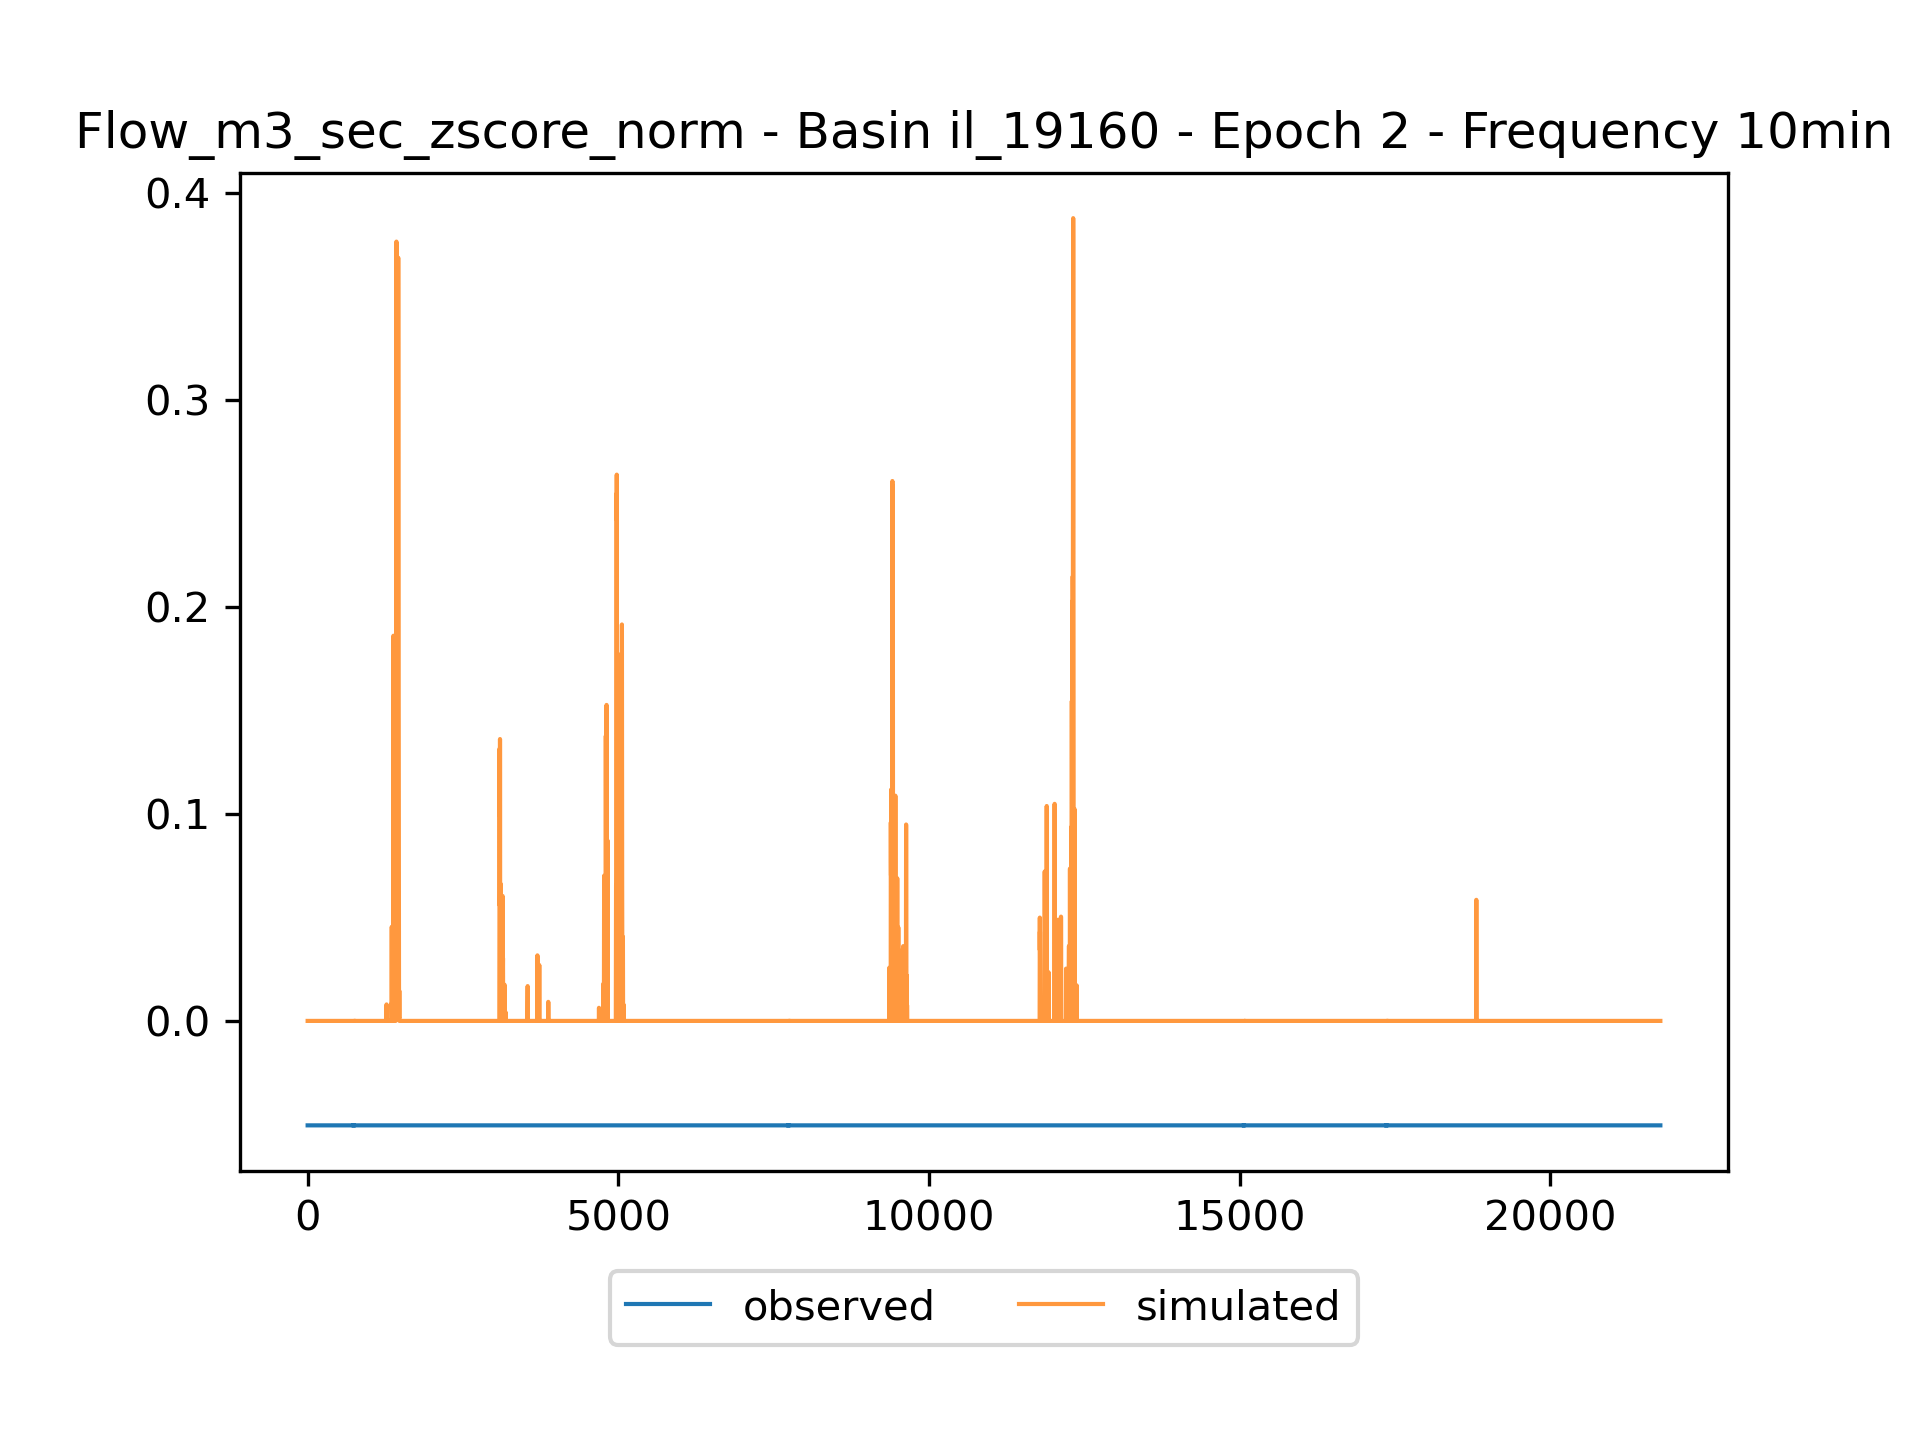 Flow_m3_sec_zscore_norm - Basin il_19160 - Epoch 2 - Frequency 10min
0.4
0.3
0.2
0.1
0.0
0 5000 10000 15000 20000
observed simulated